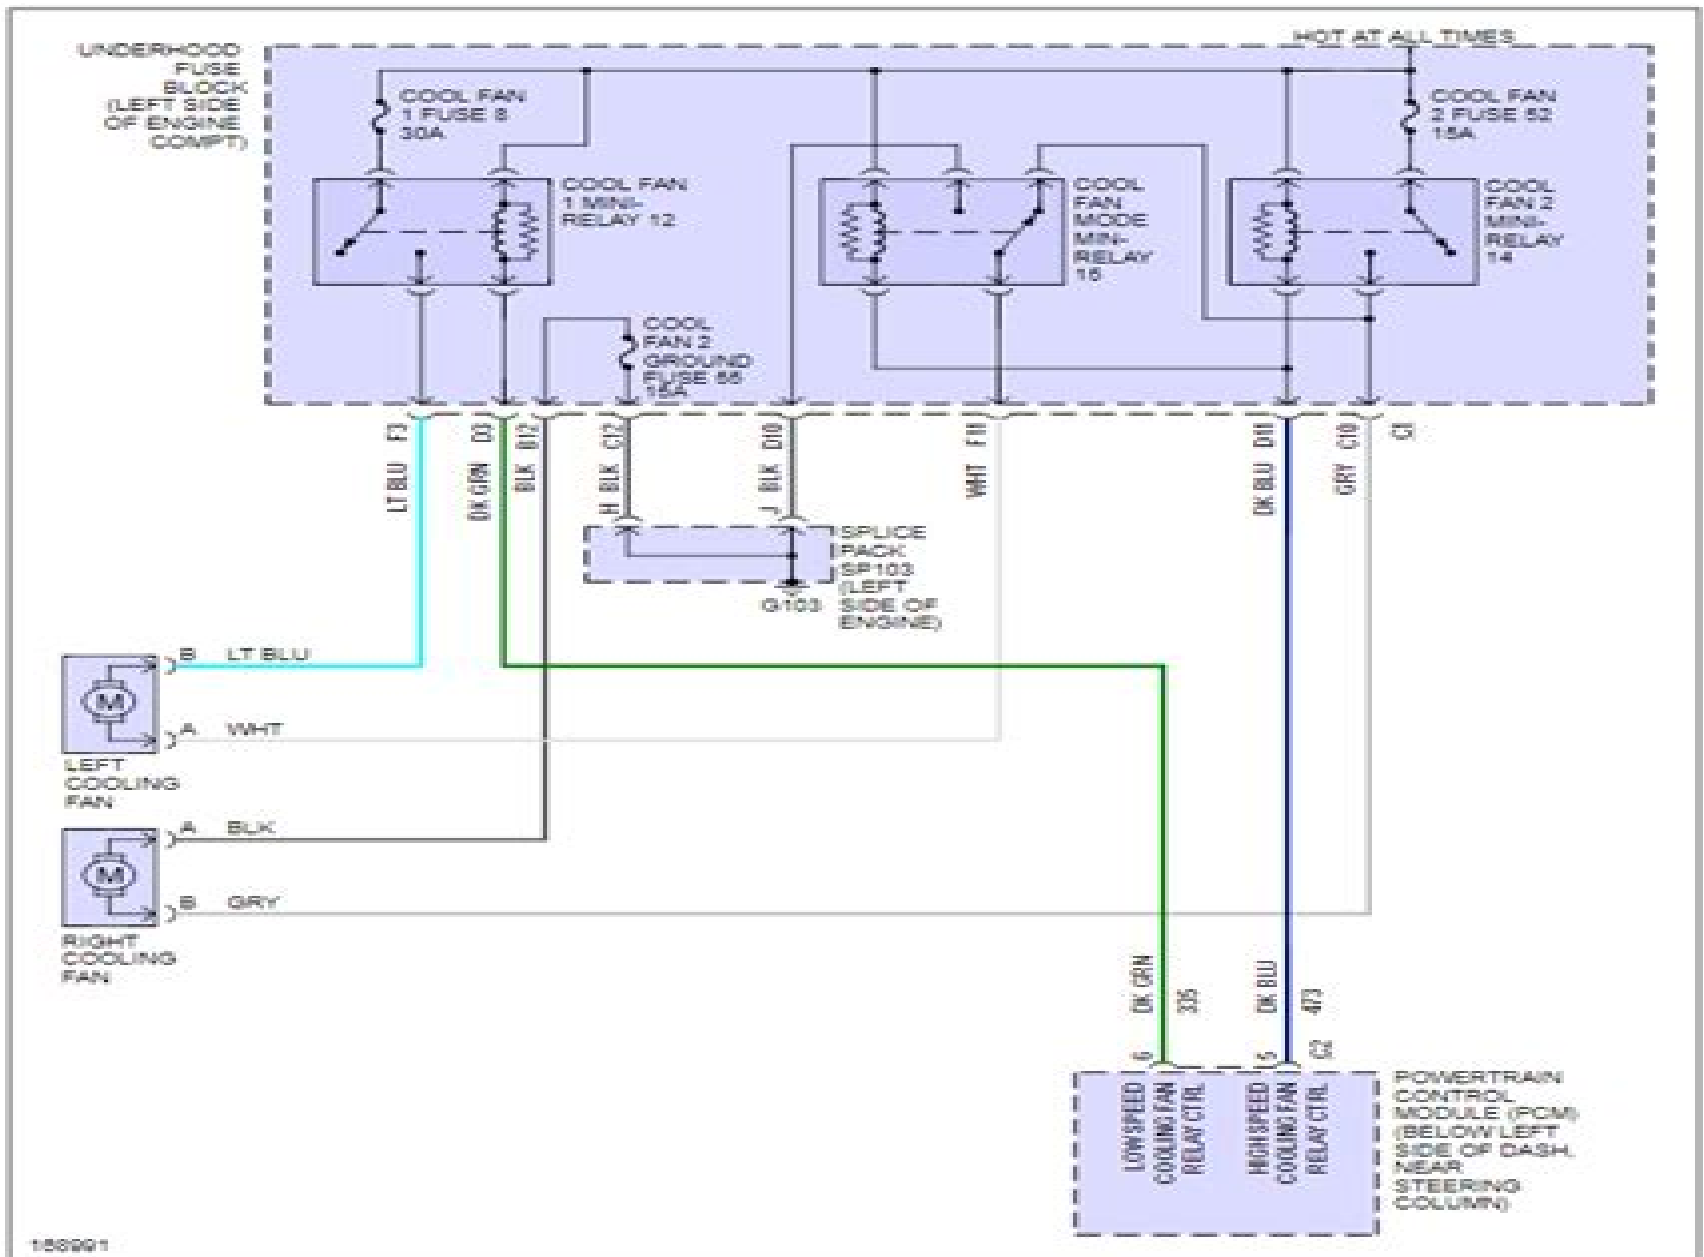 HOT AT ALL TIMES
UNDERHOOD
FUSE
BLOCK
(LEFT SIDE
OF ENGINE
COMPT)
COOL FAN
1 FUSE 8
30A
COOL FAN
2 FUSE 52
15A
COOL FAN
1 MINI-
RELAY 12
COOL
FAN
MODE
MIN-
RELAY
COOL
FAN 2
MINI-
RELAY
14
COOL
FAN 2
GROUND
FUSE
15A
F3
D3
B12
C12
D10
F11
D11
C10
LT BLU
DK GRN
BLK
H BLK
J BLK
WHT
DK BLU
GRY
SPLICE
PACK
SP103
(LEFT
SIDE OF
ENGINE)
G103
B LT BLU
M
A WHT
LEFT
COOLING
FAN
A BLK
M
B GRY
RIGHT
COOLING
FAN
DK GRN
335
DK BLU
473
6
5
C2
LOW SPEED
COOLING FAN
RELAY CTRL
HIGH SPEED
COOLING FAN
RELAY CTRL
POWERTRAIN
CONTROL
MODULE (PCM)
(BELOW LEFT
SIDE OF DASH,
NEAR
STEERING
COLUMN)